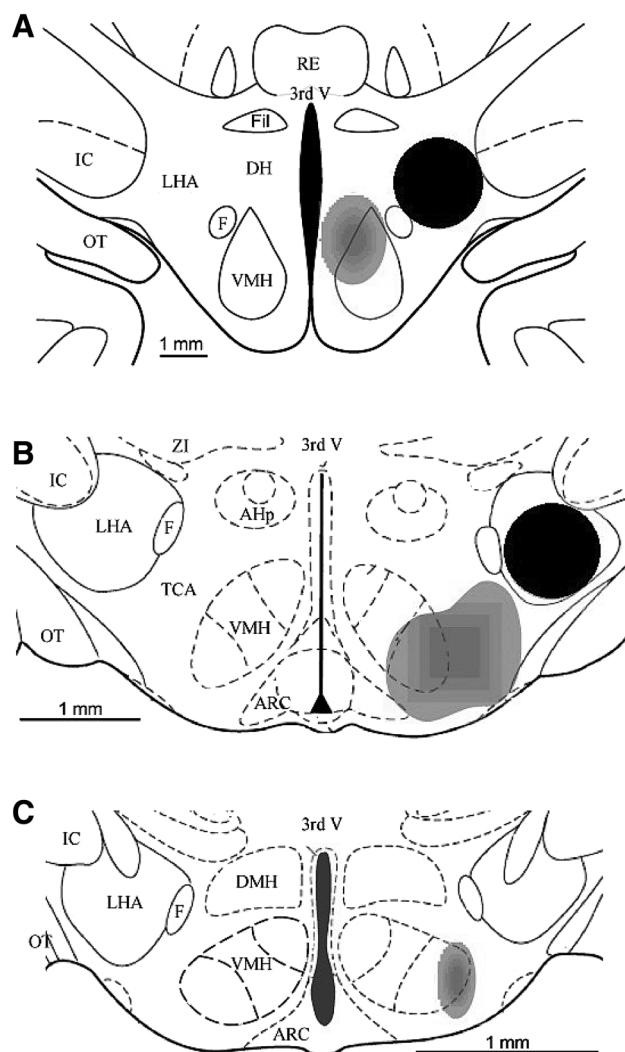 A
RE
3rd V
Fil
IC
LHA
DH
F
OT
VMH
1 mm
B
ZI
3rd V
IC
LHA
F
AHp
TCA
VMH
OT
ARC
1 mm
C
3rd V
IC
DMH
LHA
F
OT
VMH
ARC
1 mm